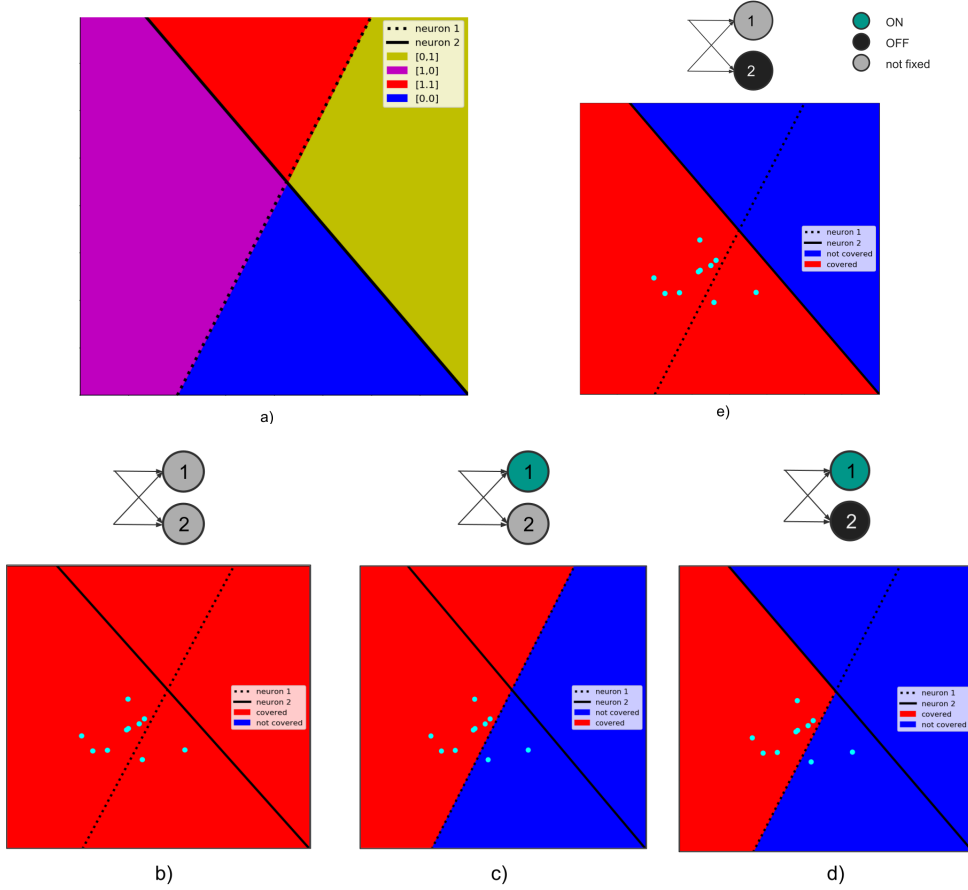 neuron 1
neuron 2
[0,1]
[1,0]
[1.1]
[0.0]
a)
1
2
ON
OFF
not fixed
neuron 1
neuron 2
not covered
covered
e)
1
2
neuron 1
neuron 2
covered
not covered
b)
1
2
neuron 1
neuron 2
not covered
covered
c)
1
2
neuron 1
neuron 2
covered
not covered
d)